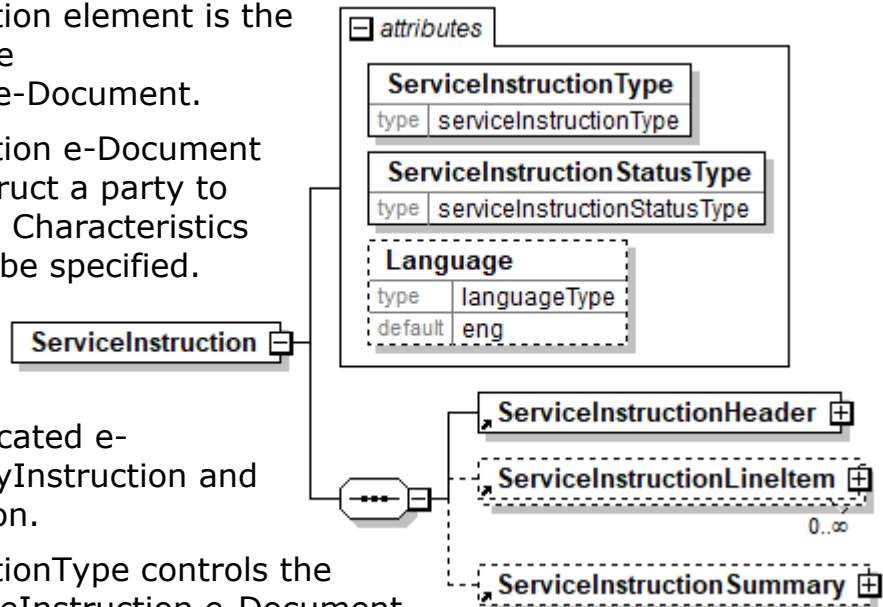 tion element is the
e
e-Document.
tion e-Document
ruct a party to
Characteristics
be specified.
cated e-
yInstruction and
on.
tionType controls the
eInstruction e-Document
attributes
ServiceInstructionType
type serviceInstructionType
ServiceInstructionStatusType
type serviceInstructionStatusType
Language
type languageType
default eng
ServiceInstruction
ServiceInstructionHeader
ServiceInstructionLineItem
0..∞
ServiceInstructionSummary